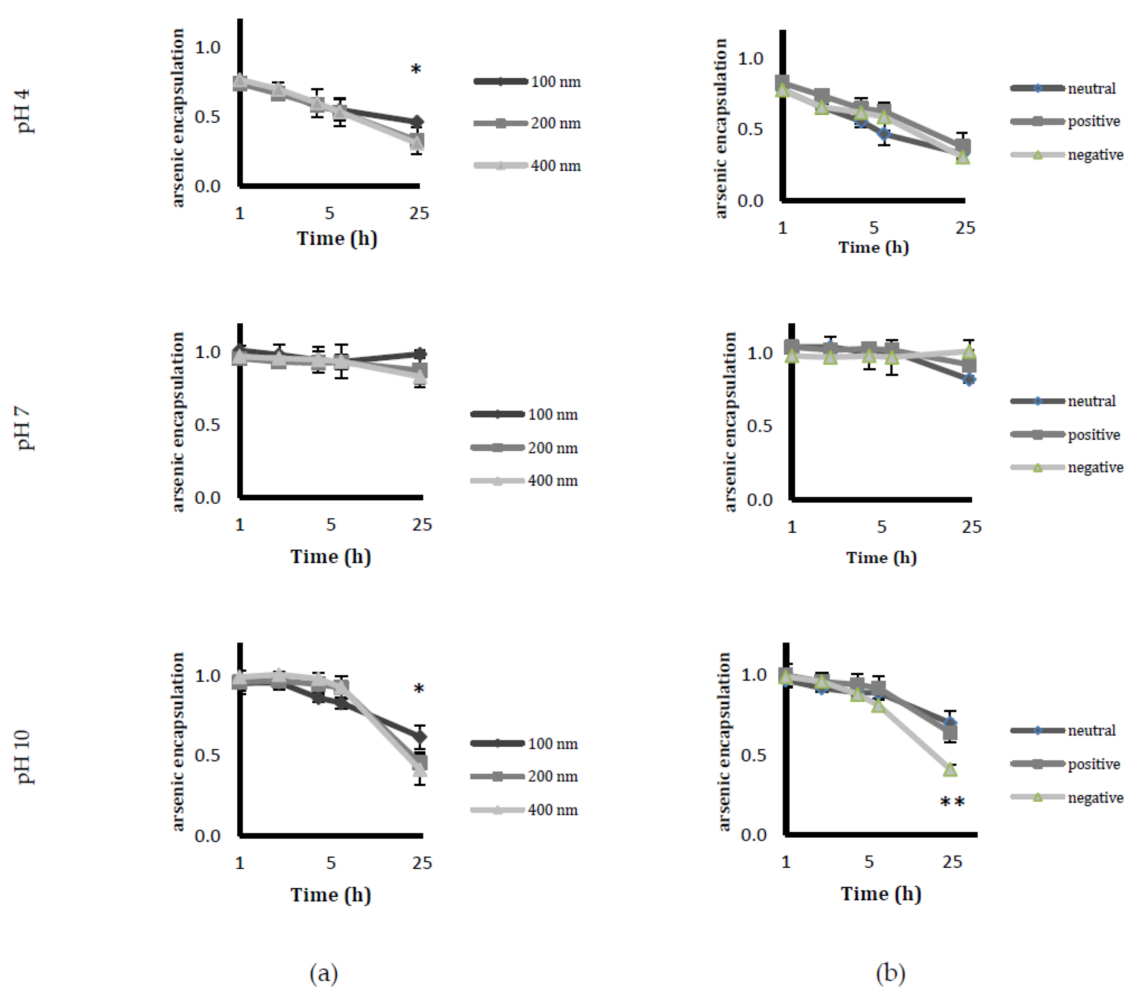 pH 4
arsenic encapsulation
1.0
0.5
0.0
1 5 25
Time (h)
*
100 nm
200 nm
400 nm
arsenic encapsulation
1.0
0.5
0.0
1 5 25
Time (h)
neutral
positive
negative
pH 7
arsenic encapsulation
1.0
0.5
0.0
1 5 25
Time (h)
100 nm
200 nm
400 nm
arsenic encapsulation
1.0
0.5
0.0
1 5 25
Time (h)
neutral
positive
negative
pH 10
arsenic encapsulation
1.0
0.5
0.0
1 5 25
Time (h)
*
100 nm
200 nm
400 nm
arsenic encapsulation
1.0
0.5
0.0
1 5 25
Time (h)
**
neutral
positive
negative
(a)
(b)